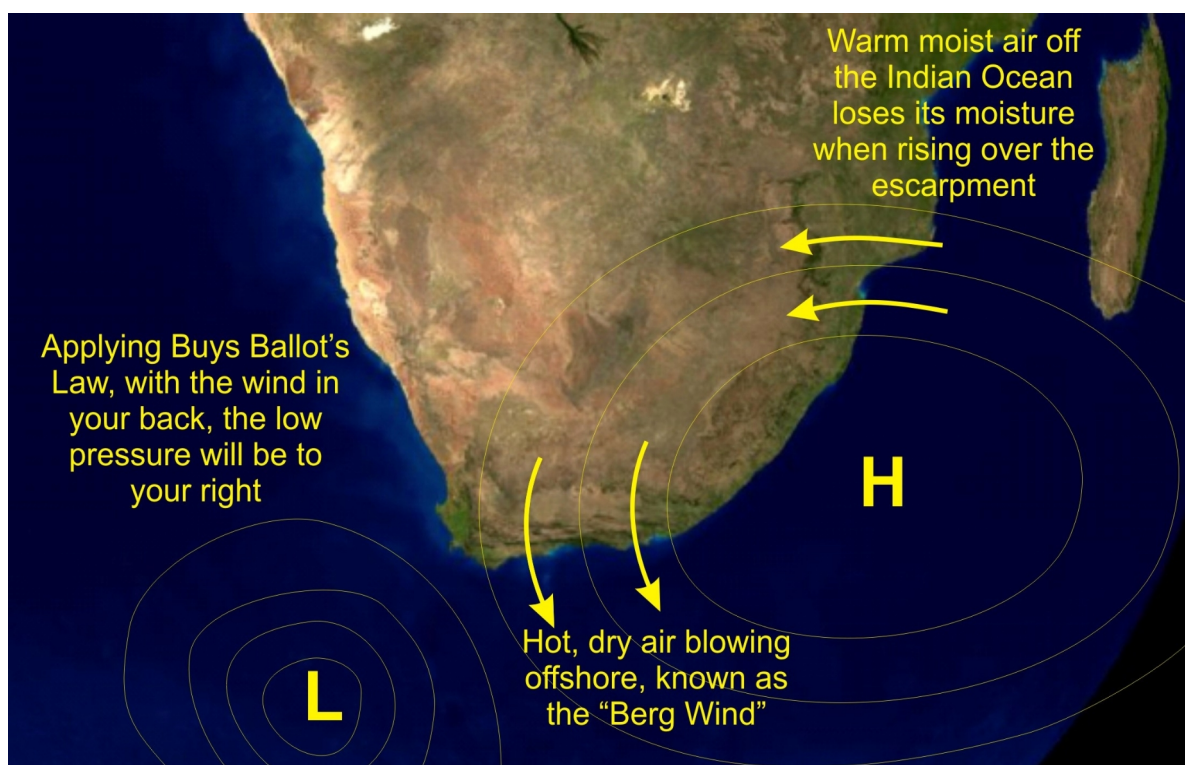 Warm moist air off
the Indian Ocean
loses its moisture
when rising over the
escarpment
Applying Buys Ballot’s
Law, with the wind in
your back, the low
pressure will be to
your right
H
L
Hot, dry air blowing
offshore, known as
the “Berg Wind”